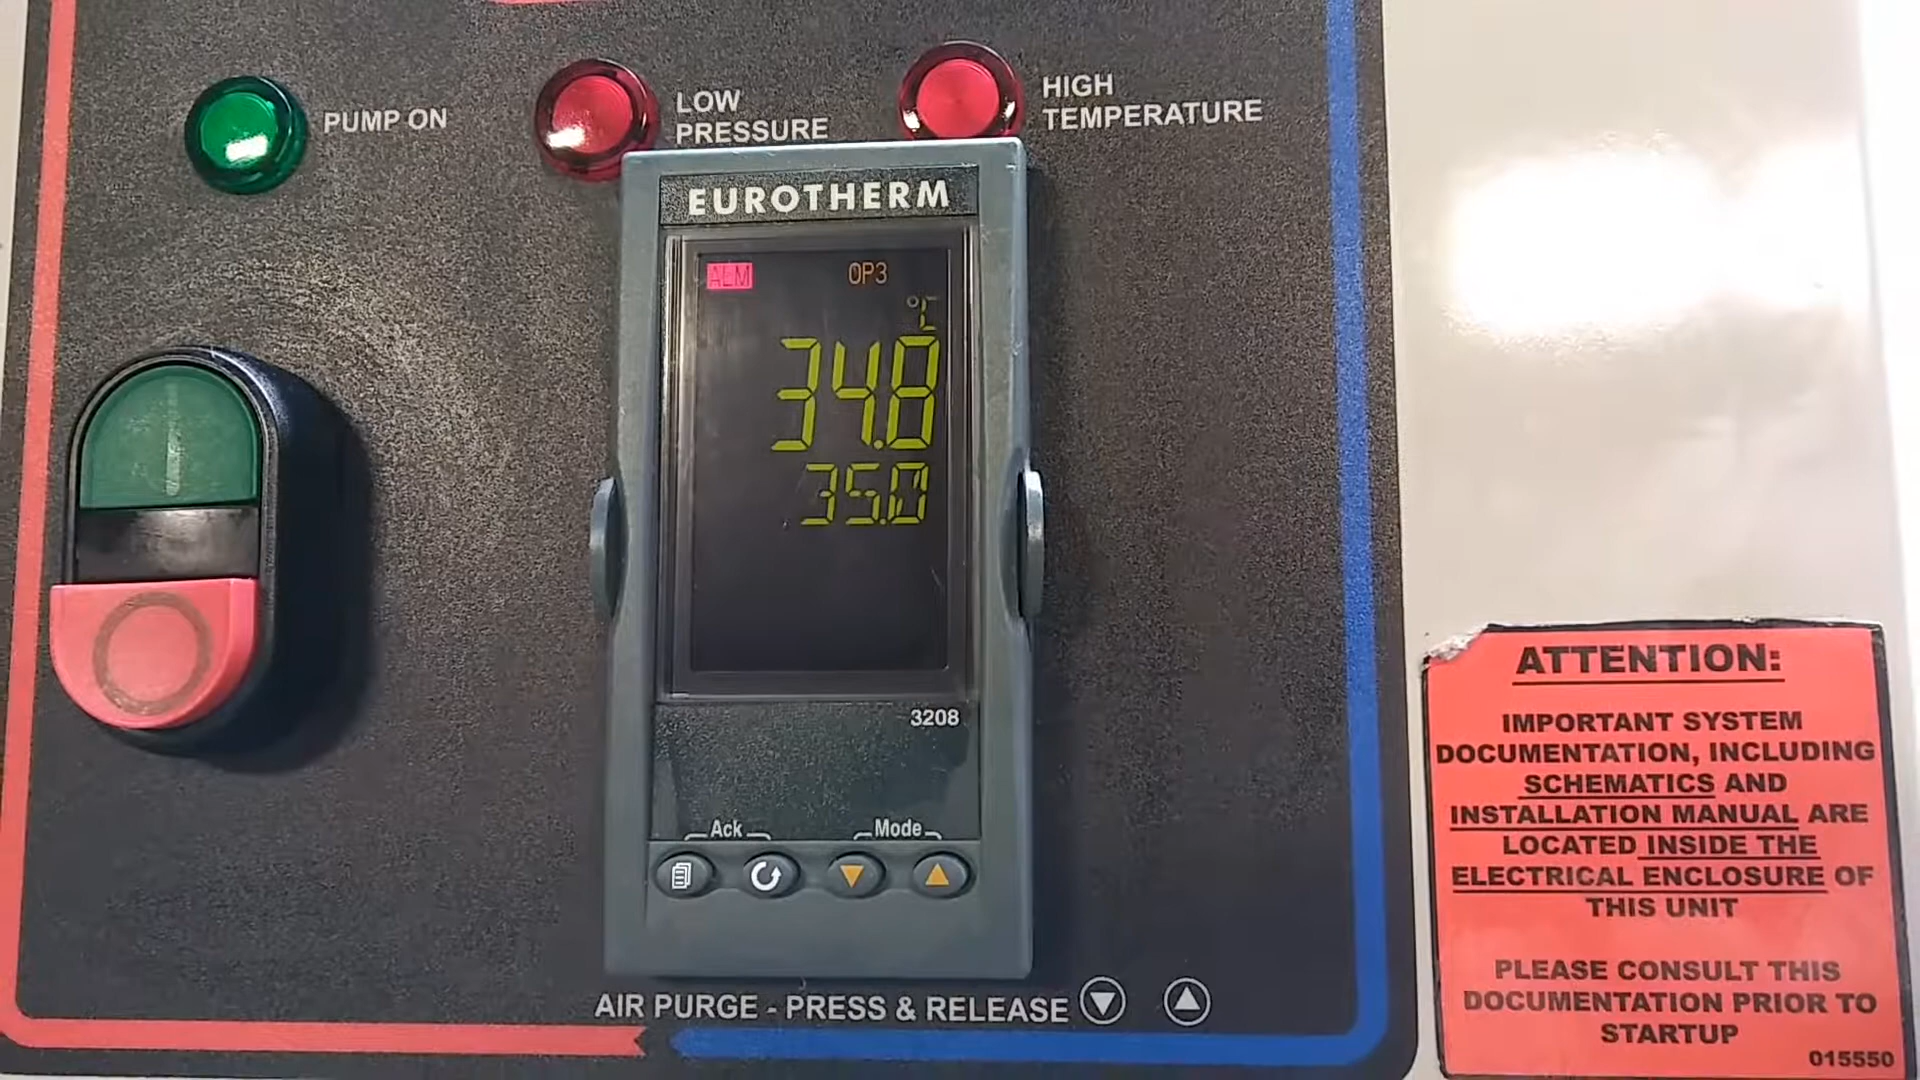 PUMP ON
LOW
PRESSURE
HIGH
TEMPERATURE
EUROTHERM
ALM OP3
°C
34.8
35.0
3208
Ack Mode
AIR PURGE - PRESS & RELEASE
ATTENTION:
IMPORTANT SYSTEM
DOCUMENTATION, INCLUDING
SCHEMATICS AND
INSTALLATION MANUAL ARE
LOCATED INSIDE THE
ELECTRICAL ENCLOSURE OF
THIS UNIT
PLEASE CONSULT THIS
DOCUMENTATION PRIOR TO
STARTUP
015550